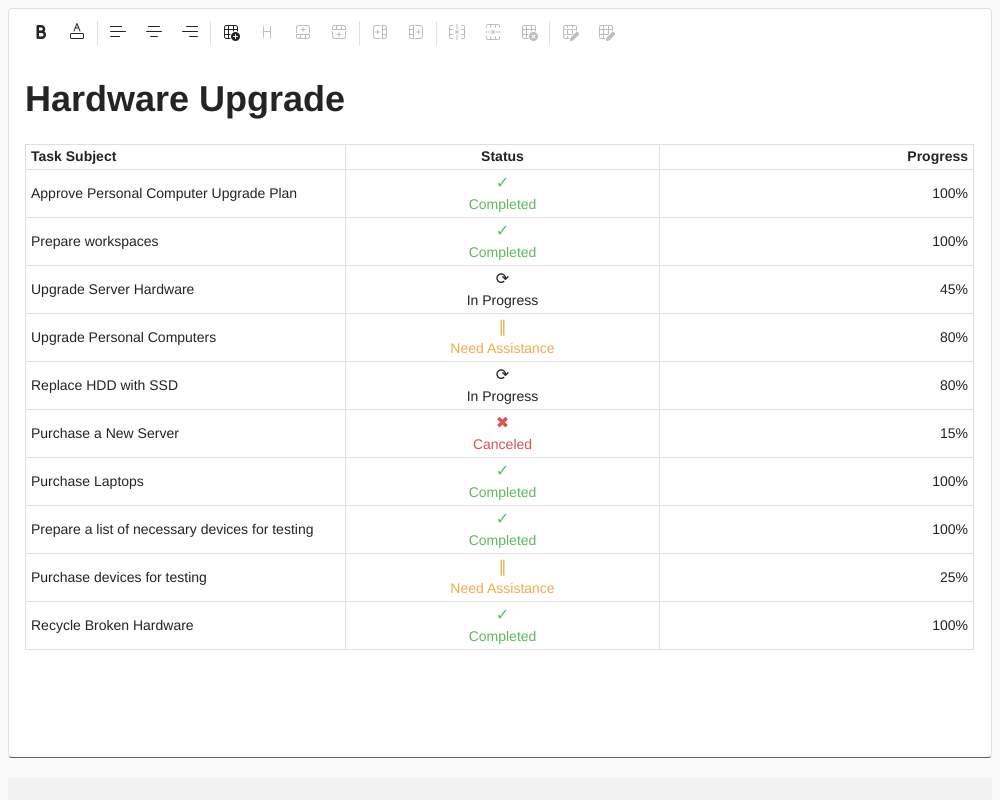 Hardware Upgrade
Task Subject Status Progress
✓
Approve Personal Computer Upgrade Plan 100%
Completed
✓
Prepare workspaces 100%
Completed
⟳
Upgrade Server Hardware 45%
In Progress
‖
Upgrade Personal Computers 80%
Need Assistance
⟳
Replace HDD with SSD 80%
In Progress
✖
Purchase a New Server 15%
Canceled
✓
Purchase Laptops 100%
Completed
✓
Prepare a list of necessary devices for testing 100%
Completed
‖
Purchase devices for testing 25%
Need Assistance
✓
Recycle Broken Hardware 100%
Completed